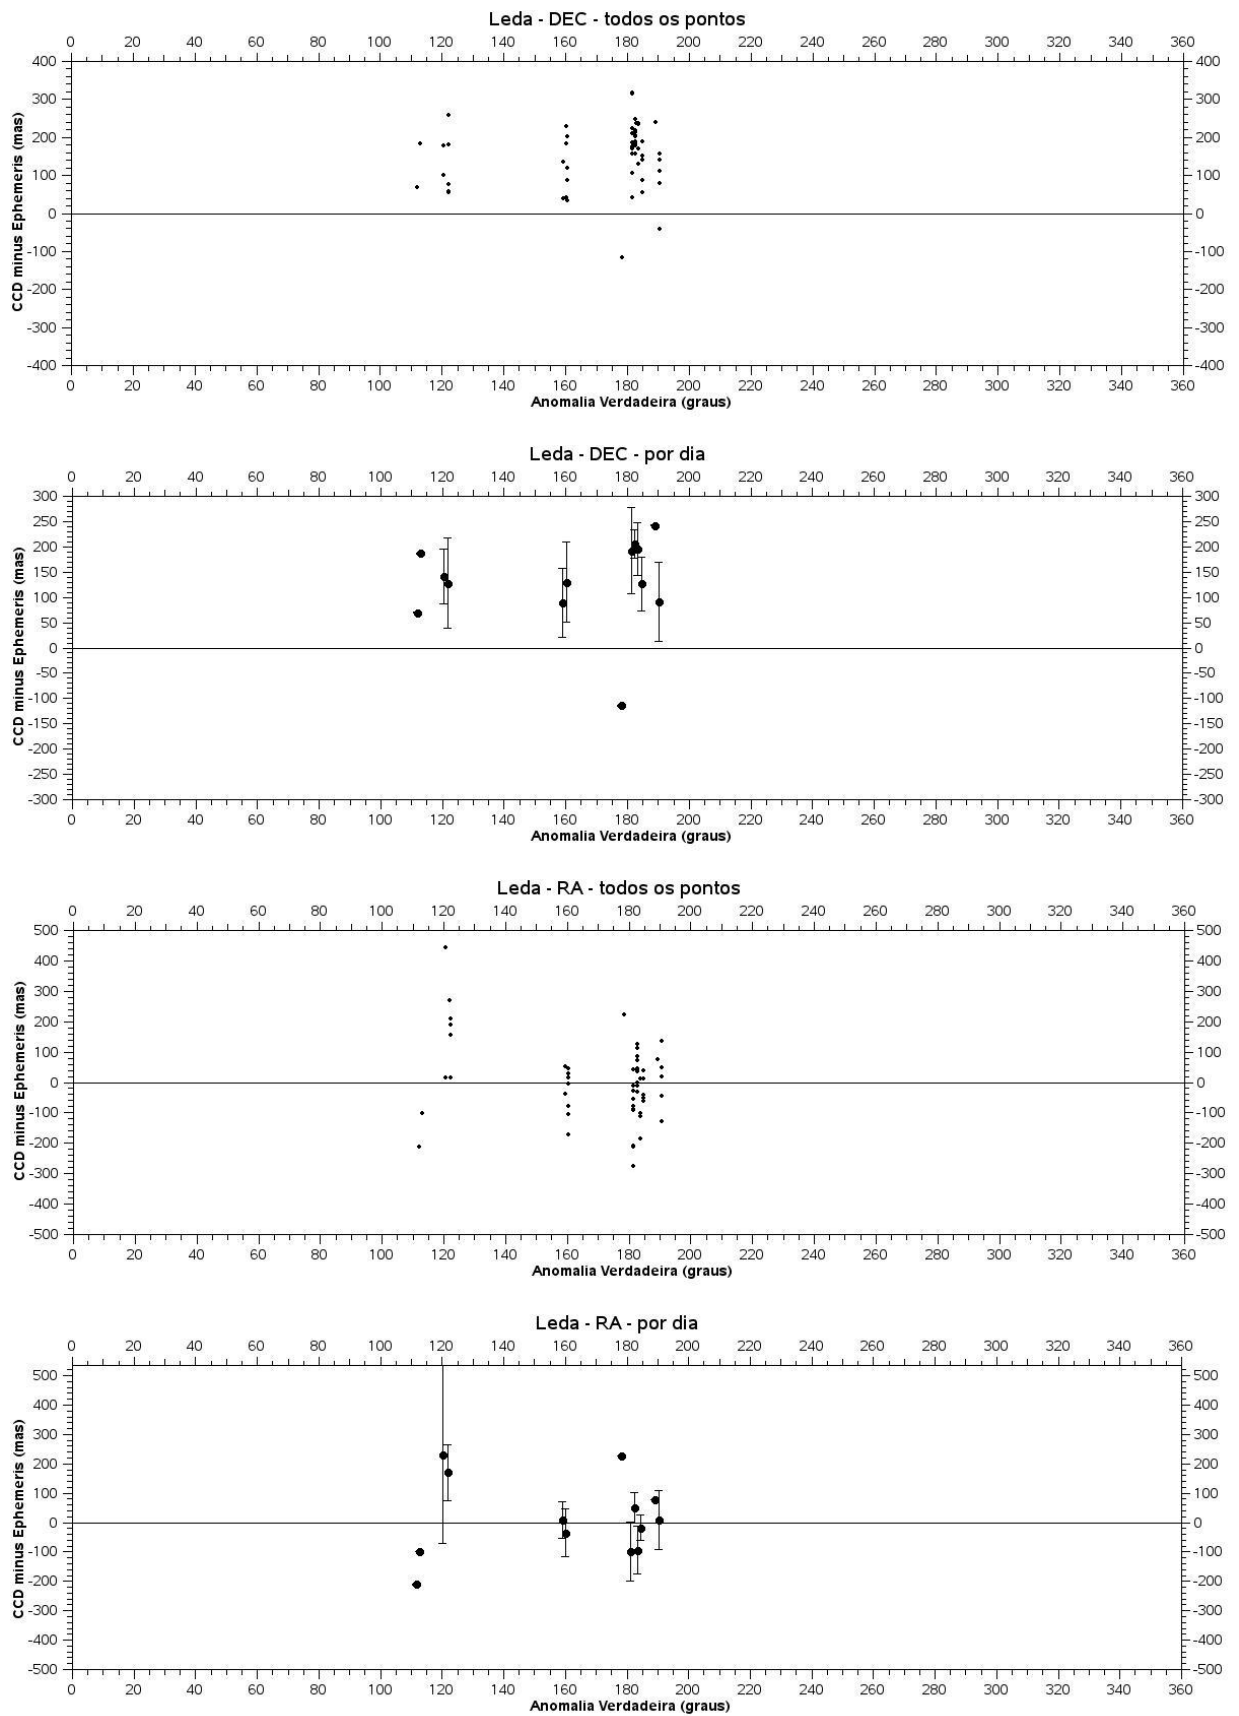 Leda - DEC - todos os pontos
0 20 40 60 80 100 120 140 160 180 200 220 240 260 280 300 320 340 360
400 400
300 300
200 200
100 100
0 0
-100 -100
-200 -200
-300 -300
-400 -400
CCD minus Ephemeris (mas)
0 20 40 60 80 100 120 140 160 180 200 220 240 260 280 300 320 340 360
Anomalia Verdadeira (graus)
Leda - DEC - por dia
0 20 40 60 80 100 120 140 160 180 200 220 240 260 280 300 320 340 360
300 300
250 250
200 200
150 150
100 100
50 50
0 0
-50 -50
-100 -100
-150 -150
-200 -200
-250 -250
-300 -300
CCD minus Ephemeris (mas)
0 20 40 60 80 100 120 140 160 180 200 220 240 260 280 300 320 340 360
Anomalia Verdadeira (graus)
Leda - RA - todos os pontos
0 20 40 60 80 100 120 140 160 180 200 220 240 260 280 300 320 340 360
500 500
400 400
300 300
200 200
100 100
0 0
-100 -100
-200 -200
-300 -300
-400 -400
-500 -500
CCD minus Ephemeris (mas)
0 20 40 60 80 100 120 140 160 180 200 220 240 260 280 300 320 340 360
Anomalia Verdadeira (graus)
Leda - RA - por dia
0 20 40 60 80 100 120 140 160 180 200 220 240 260 280 300 320 340 360
500 500
400 400
300 300
200 200
100 100
0 0
-100 -100
-200 -200
-300 -300
-400 -400
-500 -500
CCD minus Ephemeris (mas)
0 20 40 60 80 100 120 140 160 180 200 220 240 260 280 300 320 340 360
Anomalia Verdadeira (graus)